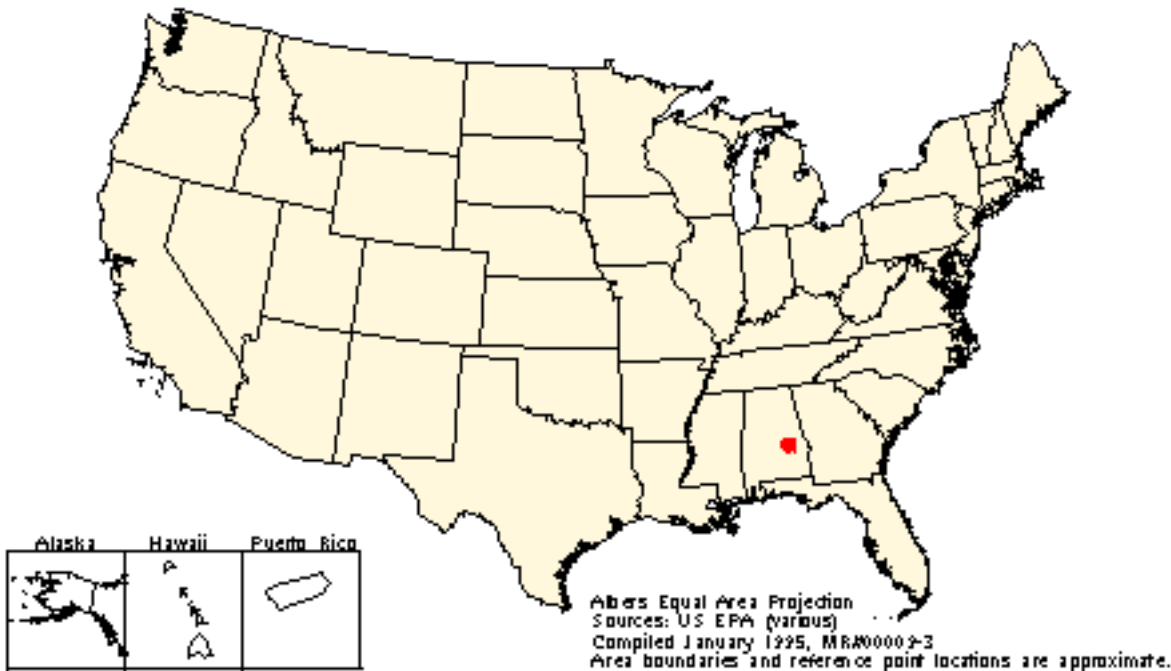 Alaska Hawaii Puerto Rico
Albers Equal Area Projection
Sources: US EPA (various)
Compiled January 1995, MR#00009-3
Area boundaries and reference point locations are approximate.